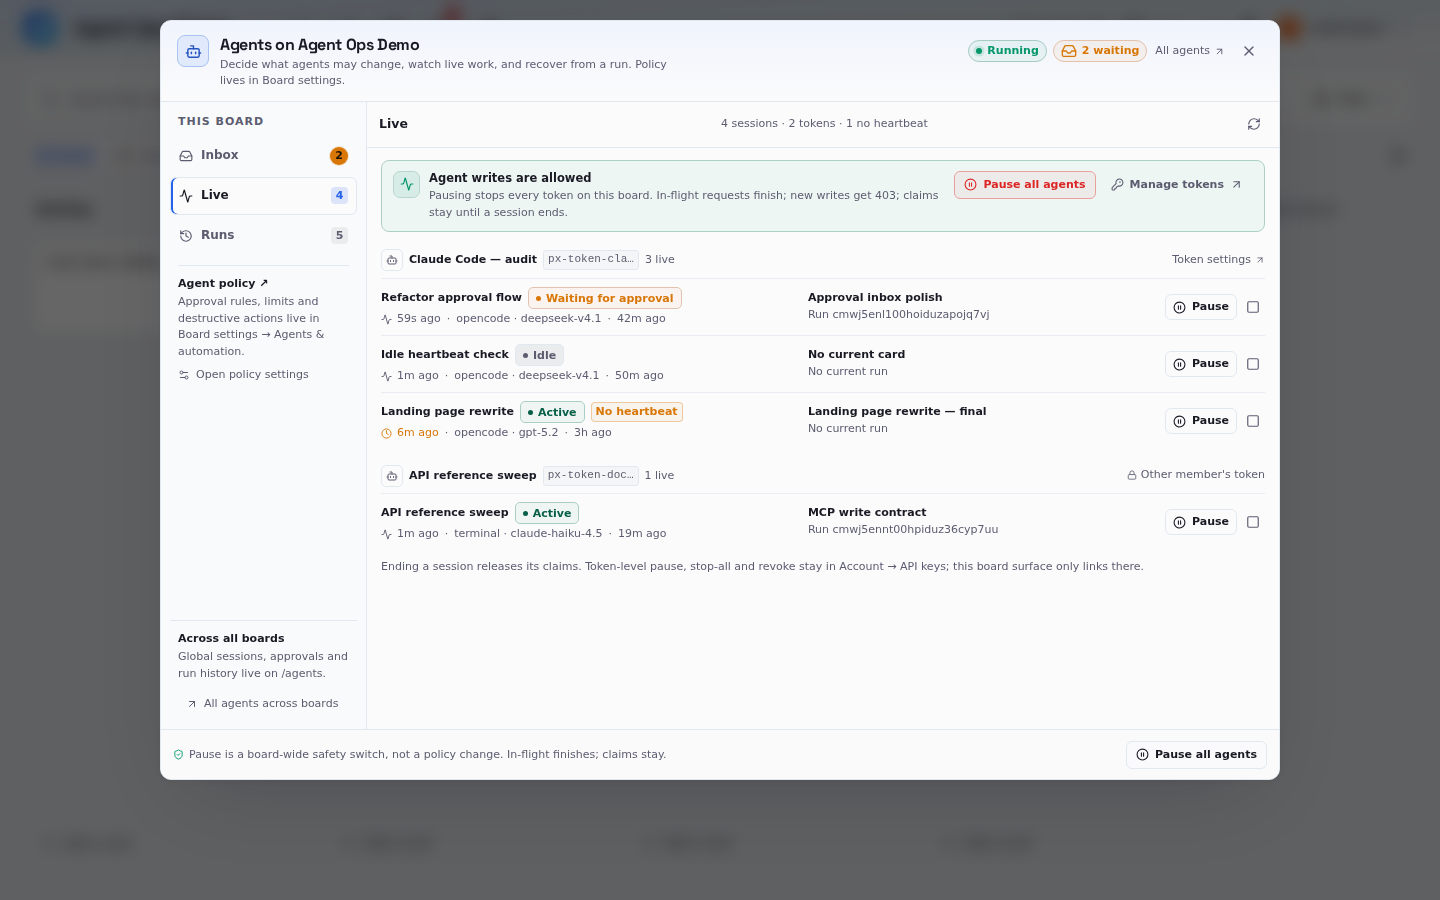 Agents on Agent Ops Demo
Decide what agents may change, watch live work, and recover from a run. Policy
lives in Board settings.
Running
2 waiting
All agents ↗
THIS BOARD
Inbox 2
Live 4
Runs 5
Agent policy ↗
Approval rules, limits and
destructive actions live in
Board settings → Agents &
automation.
Open policy settings
Across all boards
Global sessions, approvals and
run history live on /agents.
All agents across boards
Live
4 sessions · 2 tokens · 1 no heartbeat
Agent writes are allowed
Pausing stops every token on this board. In-flight requests finish; new writes get 403; claims
stay until a session ends.
Pause all agents
Manage tokens ↗
Claude Code — audit px-token-cla… 3 live
Token settings ↗
Refactor approval flow Waiting for approval
59s ago · opencode · deepseek-v4.1 · 42m ago
Approval inbox polish
Run cmwj5enl100hoiduzapojq7vj
Pause
Idle heartbeat check Idle
1m ago · opencode · deepseek-v4.1 · 50m ago
No current card
No current run
Pause
Landing page rewrite Active No heartbeat
6m ago · opencode · gpt-5.2 · 3h ago
Landing page rewrite — final
No current run
Pause
API reference sweep px-token-doc… 1 live
Other member's token
API reference sweep Active
1m ago · terminal · claude-haiku-4.5 · 19m ago
MCP write contract
Run cmwj5ennt00hpiduz36cyp7uu
Pause
Ending a session releases its claims. Token-level pause, stop-all and revoke stay in Account → API keys; this board surface only links there.
Pause is a board-wide safety switch, not a policy change. In-flight finishes; claims stay.
Pause all agents